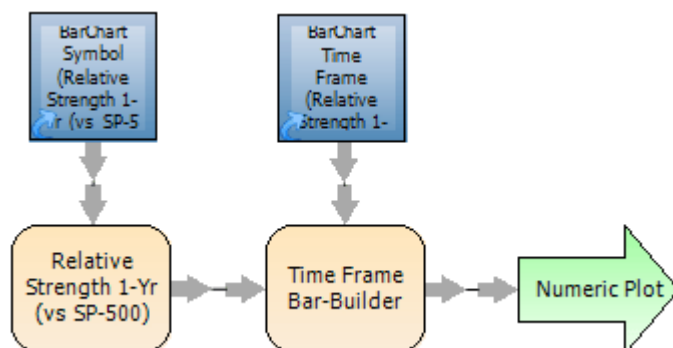 BarChart
Symbol
(Relative
Strength 1-
Yr (vs SP-5
BarChart
Time
Frame
(Relative
Strength 1-
Relative
Strength 1-Yr
(vs SP-500)
Time Frame
Bar-Builder
Numeric Plot